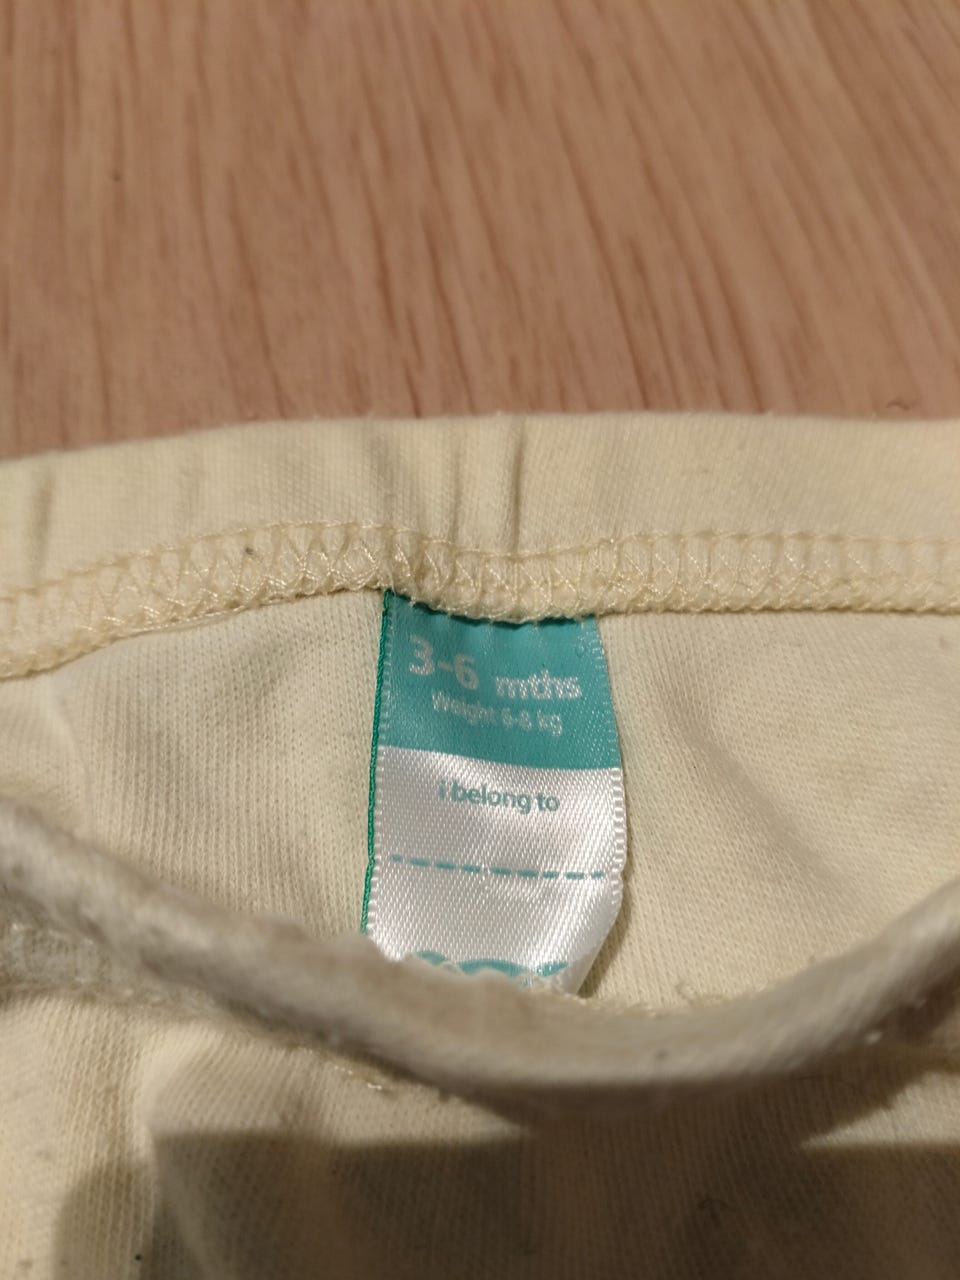 3-6 mths
Weight 6-8 kg
i belong to